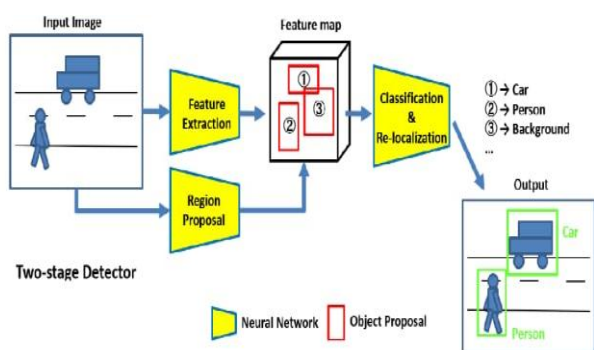 Input Image
Feature map
Feature
Extraction
①
②
③
Classification
&
Re-localization
① → Car
② → Person
③ → Background
...
Region
Proposal
Output
Car
Person
Two-stage Detector
Neural Network
Object Proposal